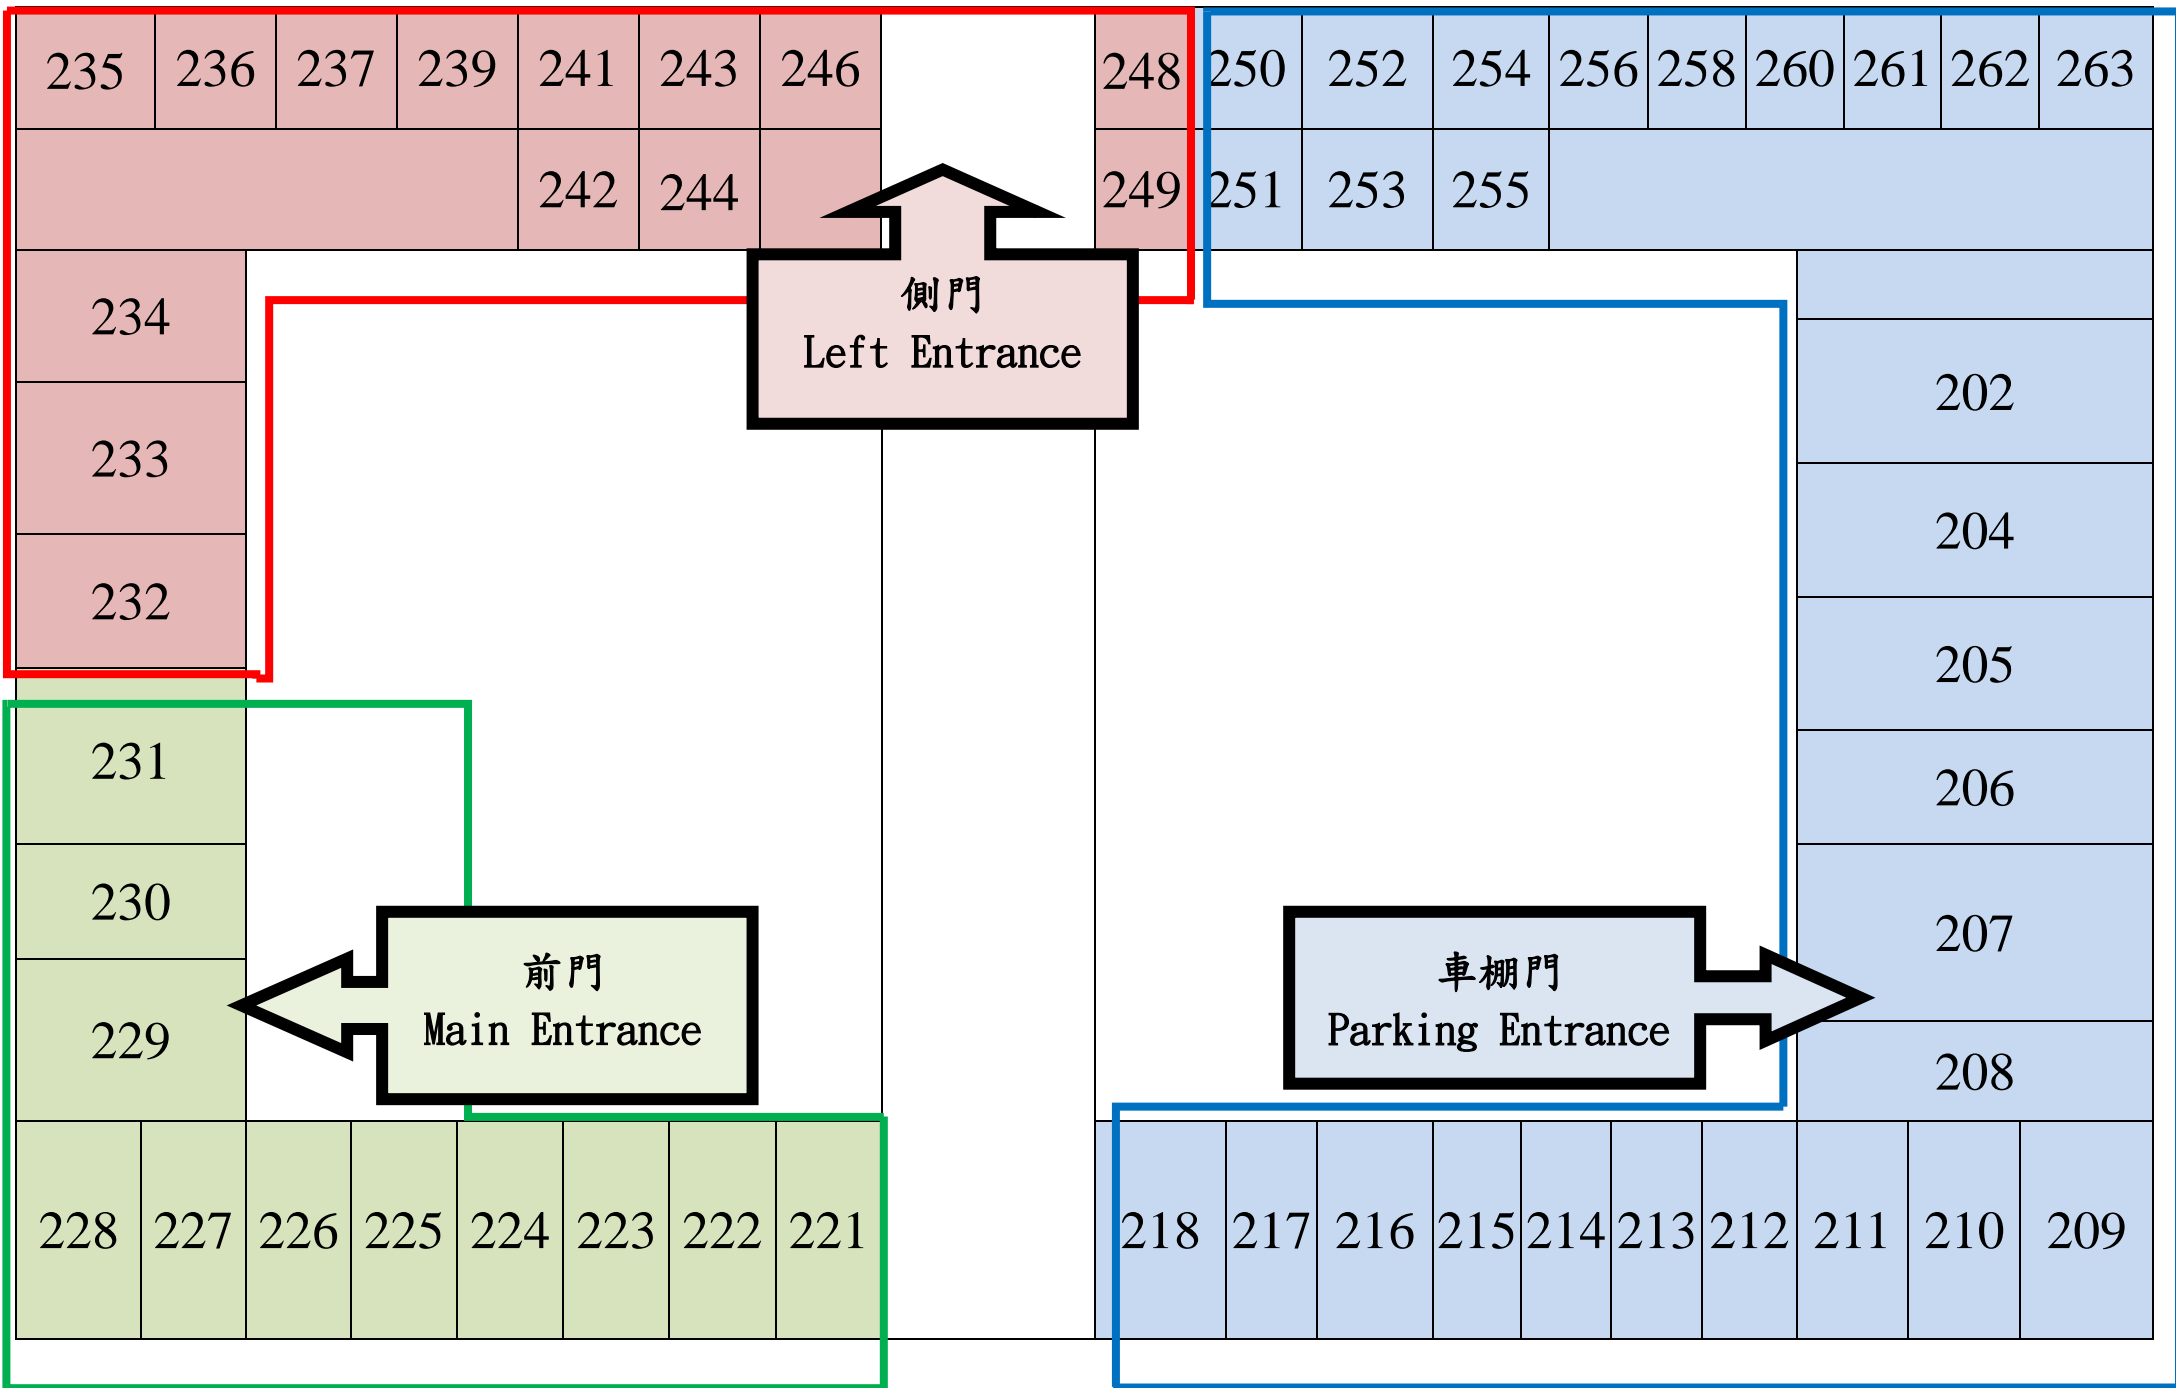 235 236 237 239 241 243 246 248 250 252 254 256 258 260 261 262 263
242 244 249 251 253 255
234
側門
Left Entrance
202
233
204
232
205
231
206
230
207
前門
Main Entrance
車棚門
Parking Entrance
229
208
228 227 226 225 224 223 222 221 218 217 216 215 214 213 212 211 210 209